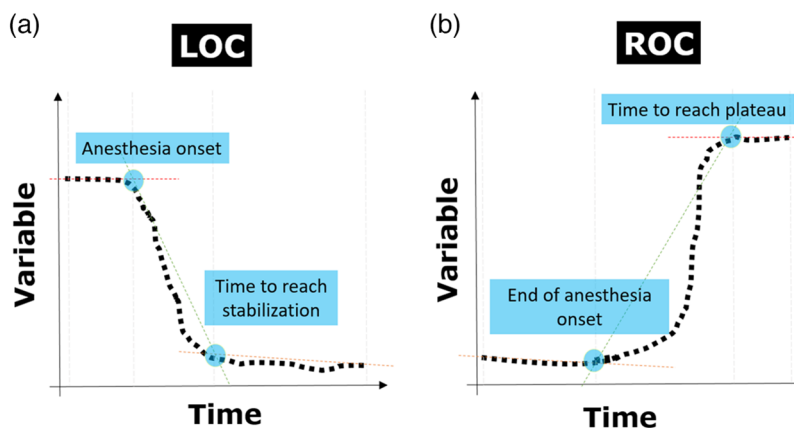 (a)
LOC
Anesthesia onset
Time to reach
stabilization
Variable
Time
(b)
ROC
Time to reach plateau
End of anesthesia
onset
Variable
Time